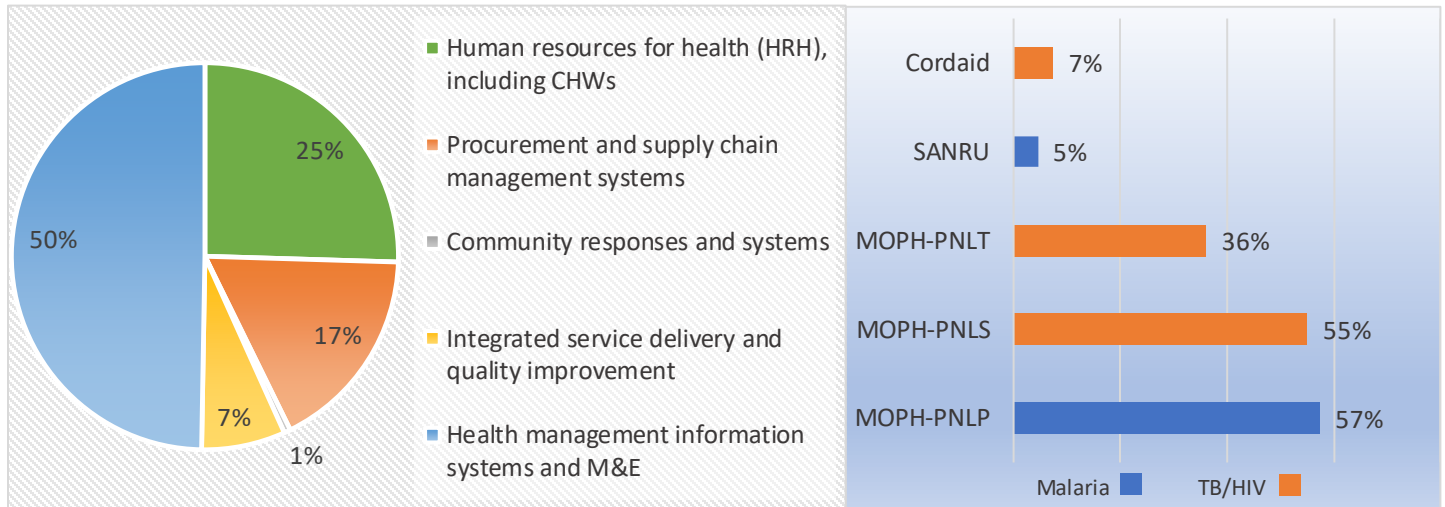 25%
17%
1%
7%
50%
Human resources for health (HRH),
including CHWs
Procurement and supply chain
management systems
Community responses and systems
Integrated service delivery and
quality improvement
Health management information
systems and M&E
Cordaid 7%
SANRU 5%
MOPH-PNLT 36%
MOPH-PNLS 55%
MOPH-PNLP 57%
Malaria TB/HIV